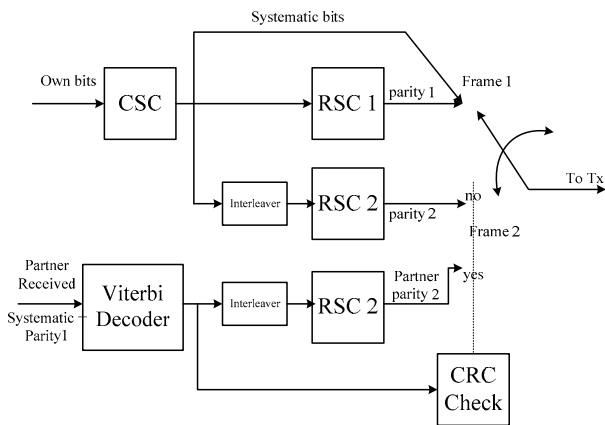 Systematic bits
Own bits
CSC
RSC 1
parity 1
Frame 1
To Tx
Interleaver
RSC 2
parity 2
no
Frame 2
Partner
Received
Systematic +
Parity1
Viterbi
Decoder
Interleaver
RSC 2
Partner
parity 2
yes
CRC
Check